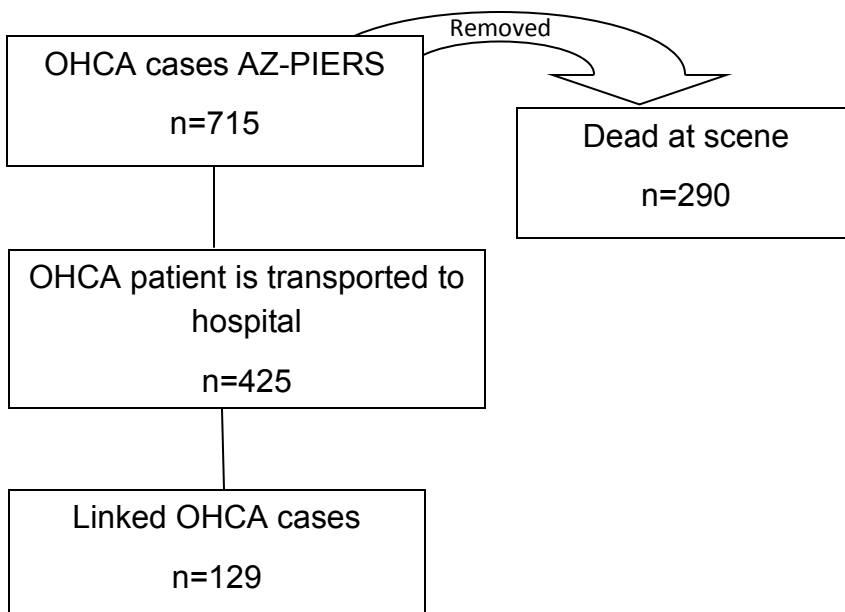 Removed
OHCA cases AZ-PIERS
n=715
Dead at scene
n=290
OHCA patient is transported to
hospital
n=425
Linked OHCA cases
n=129